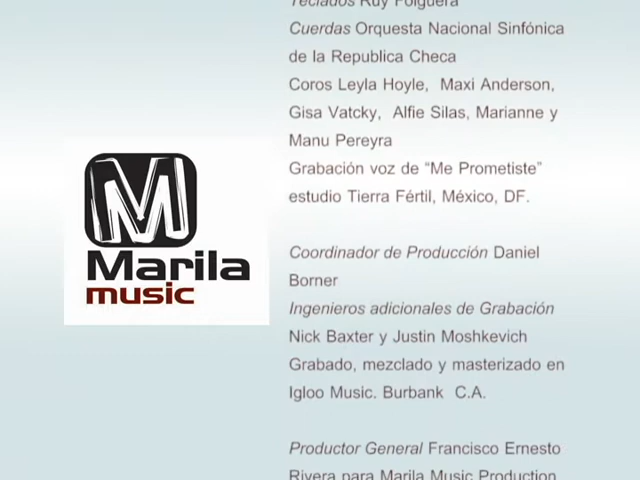 Teclados Ruy Folguera
Cuerdas Orquesta Nacional Sinfónica
de la Republica Checa
Coros Leyla Hoyle, Maxi Anderson,
Gisa Vatcky, Alfie Silas, Marianne y
Manu Pereyra
Grabación voz de “Me Prometiste”
estudio Tierra Fértil, México, DF.
M
Marila
music
Coordinador de Producción Daniel
Borner
Ingenieros adicionales de Grabación
Nick Baxter y Justin Moshkevich
Grabado, mezclado y masterizado en
Igloo Music. Burbank C.A.
Productor General Francisco Ernesto
Rivera para Marila Music Production